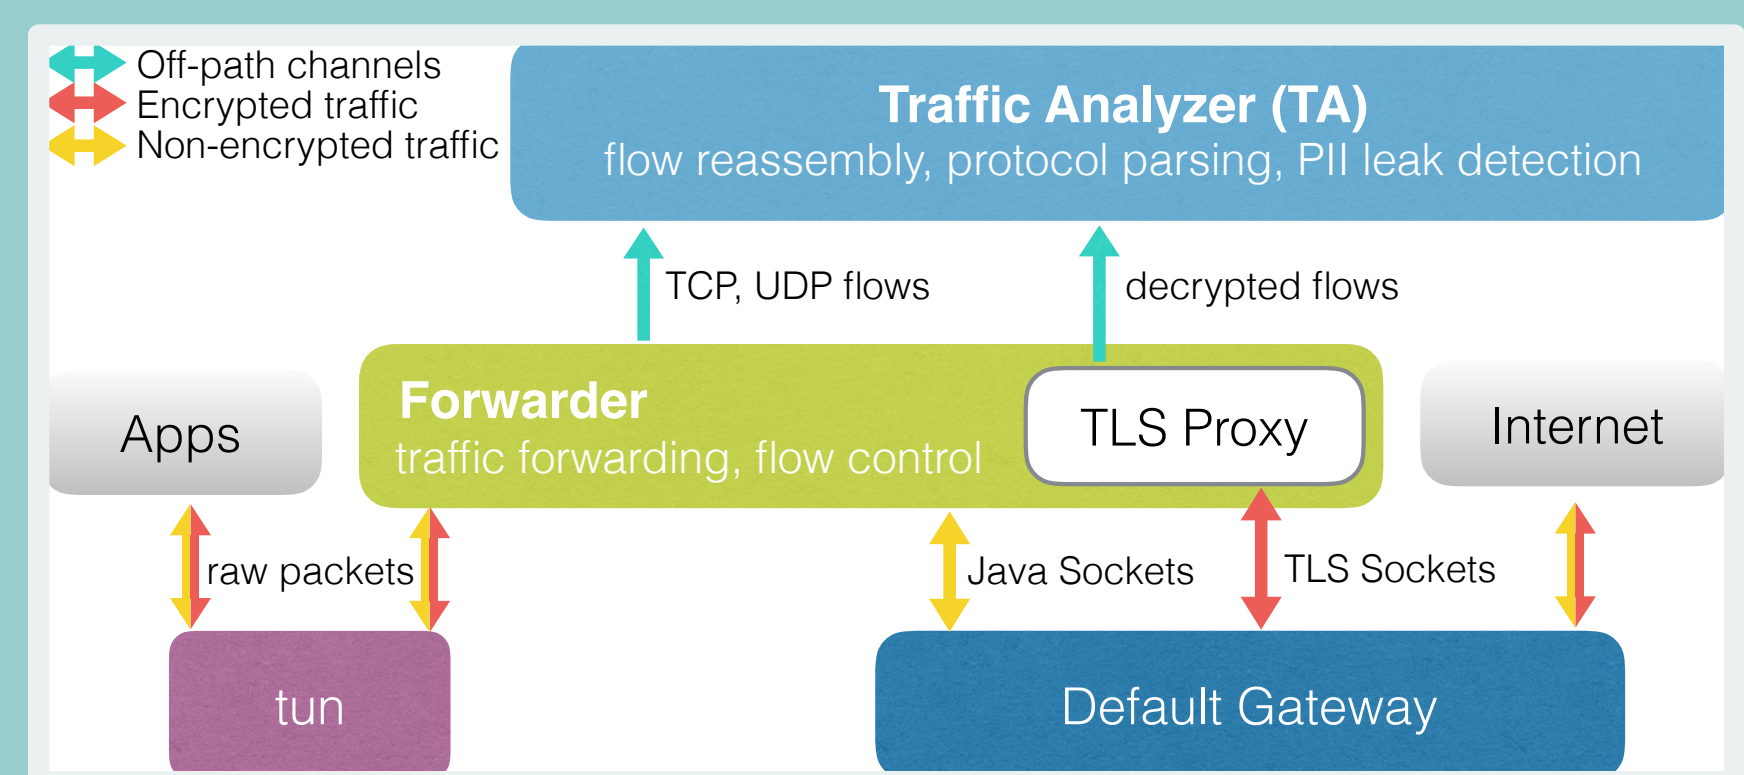 Off-path channels
Encrypted traffic
Non-encrypted traffic
Traffic Analyzer (TA)
flow reassembly, protocol parsing, PII leak detection
TCP, UDP flows
decrypted flows
Apps
Forwarder
traffic forwarding, flow control
TLS Proxy
Internet
raw packets
Java Sockets
TLS Sockets
tun
Default Gateway